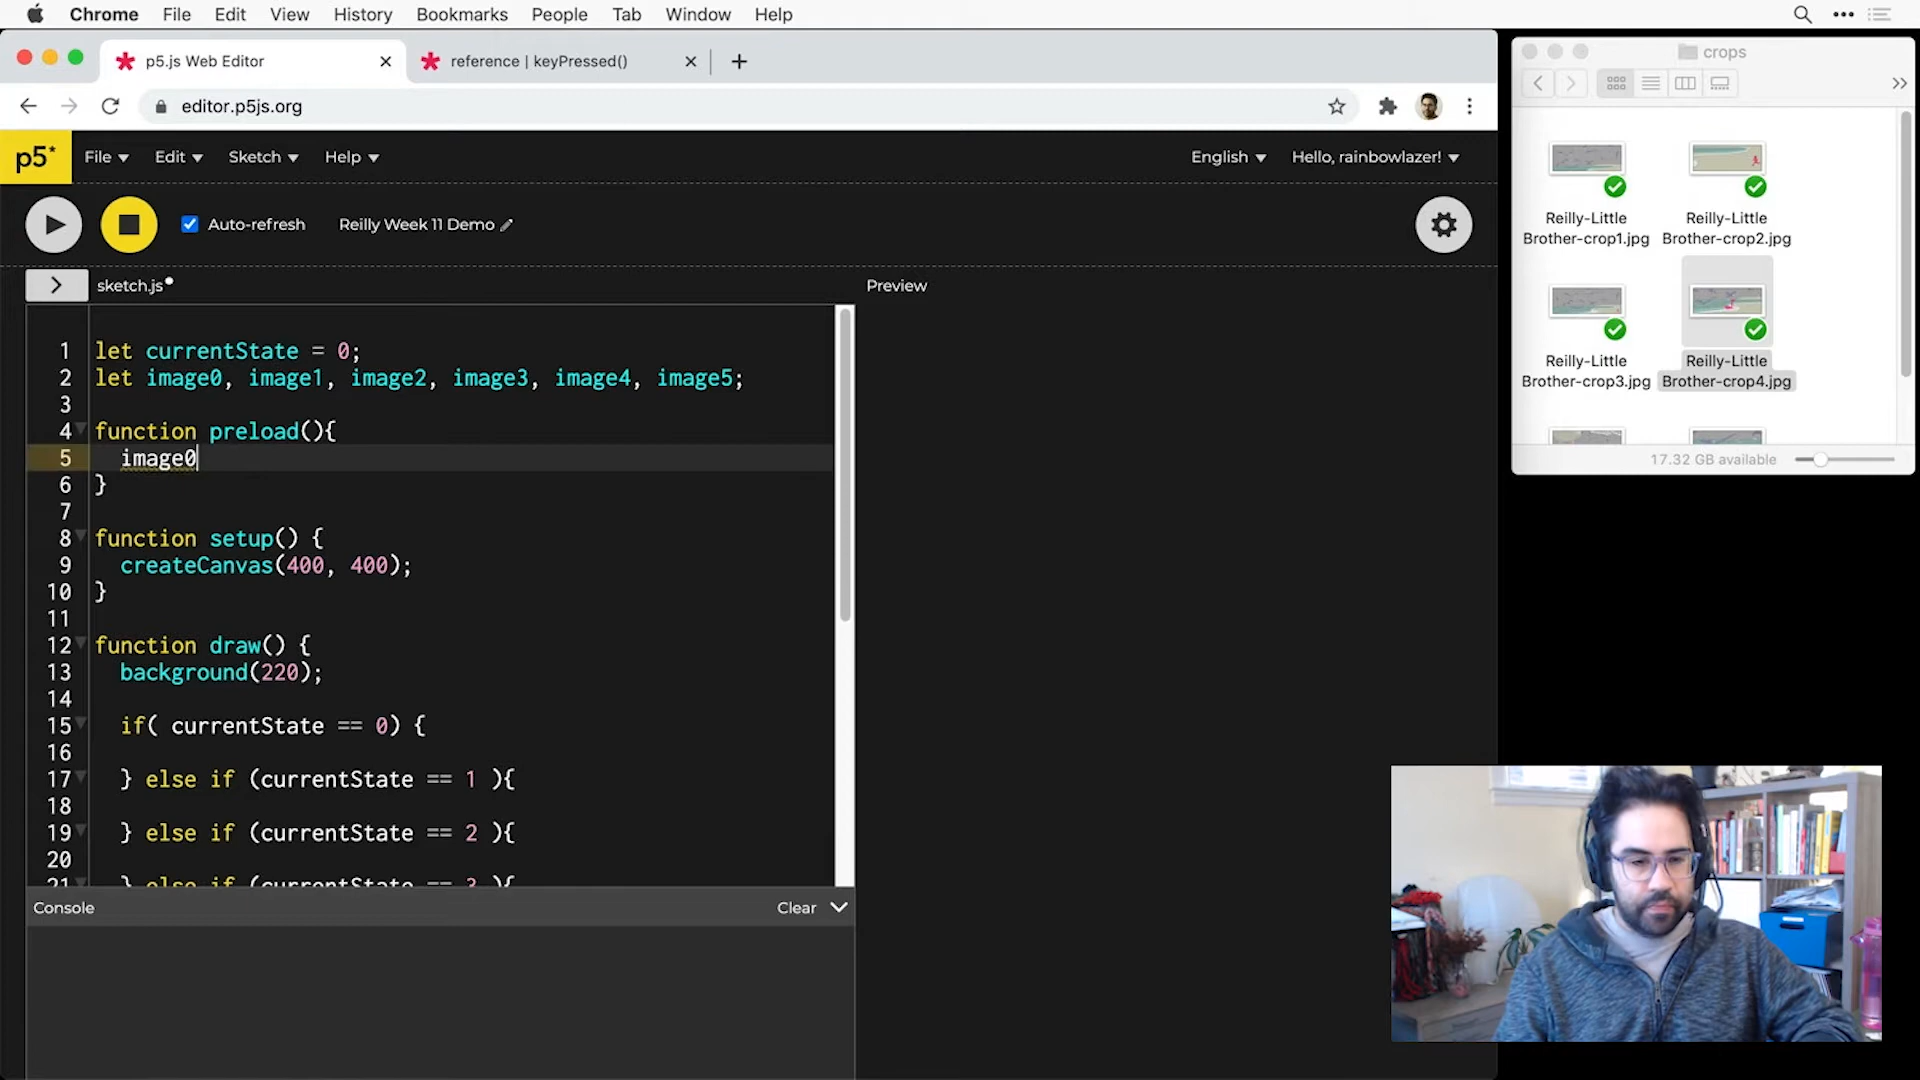 Chrome File Edit View History Bookmarks People Tab Window Help
p5.js Web Editor
reference | keyPressed()
crops
editor.p5js.org
p5*
File Edit Sketch Help
English Hello, rainbowlazer!
Auto-refresh
Reilly Week 11 Demo
Reilly-Little Brother-crop1.jpg
Reilly-Little Brother-crop2.jpg
Reilly-Little Brother-crop3.jpg
Reilly-Little Brother-crop4.jpg
17.32 GB available
sketch.js
Preview
1 let currentState = 0;
2 let image0, image1, image2, image3, image4, image5;
3
4 function preload(){
5 image0
6 }
7
8 function setup() {
9 createCanvas(400, 400);
10 }
11
12 function draw() {
13 background(220);
14
15 if( currentState == 0) {
16
17 } else if (currentState == 1 ){
18
19 } else if (currentState == 2 ){
20
21 } else if (currentState == 3 ){
Console
Clear